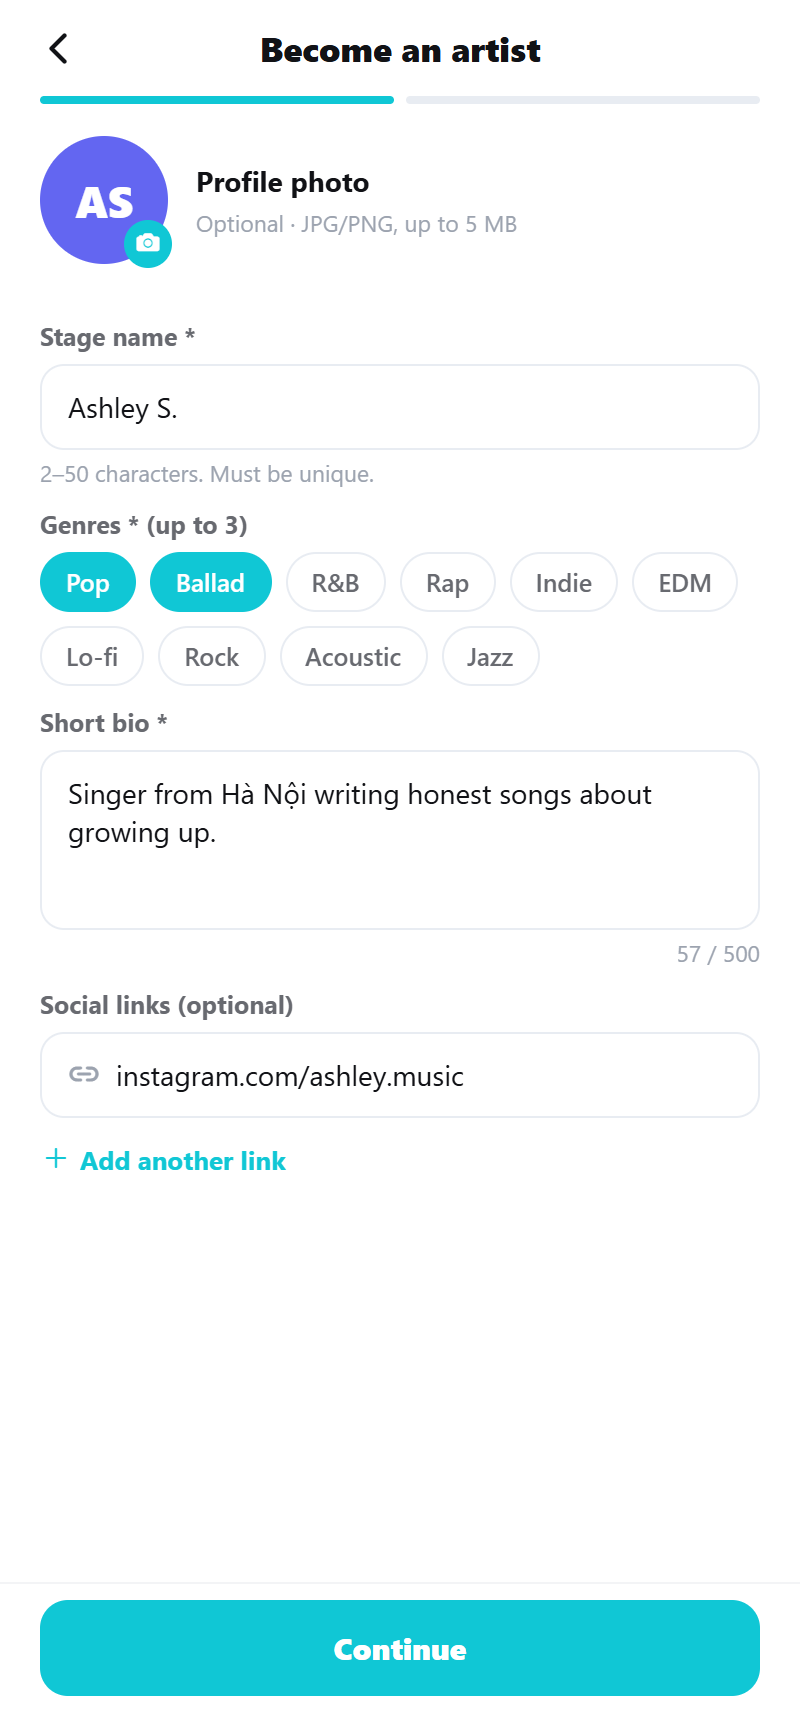 Become an artist
AS
Profile photo
Optional · JPG/PNG, up to 5 MB
Stage name *
Ashley S.
2–50 characters. Must be unique.
Genres * (up to 3)
Pop Ballad R&B Rap Indie EDM
Lo-fi Rock Acoustic Jazz
Short bio *
Singer from Hà Nội writing honest songs about
growing up.
57 / 500
Social links (optional)
instagram.com/ashley.music
+ Add another link
Continue